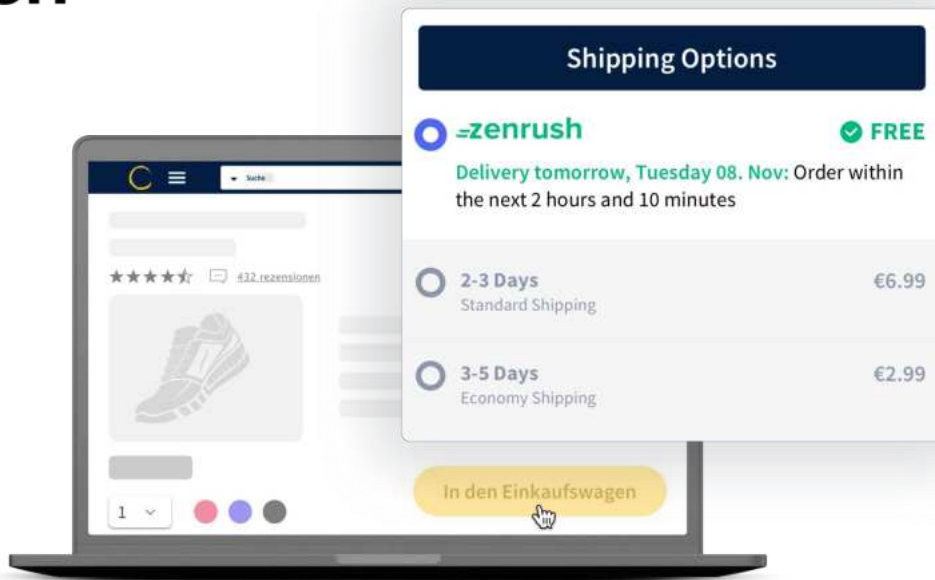 Shipping Options
zenrush
FREE
Delivery tomorrow, Tuesday 08. Nov: Order within
the next 2 hours and 10 minutes
2-3 Days
€6.99
Standard Shipping
3-5 Days
€2.99
Economy Shipping
Suche
432 rezensionen
1
In den Einkaufswagen